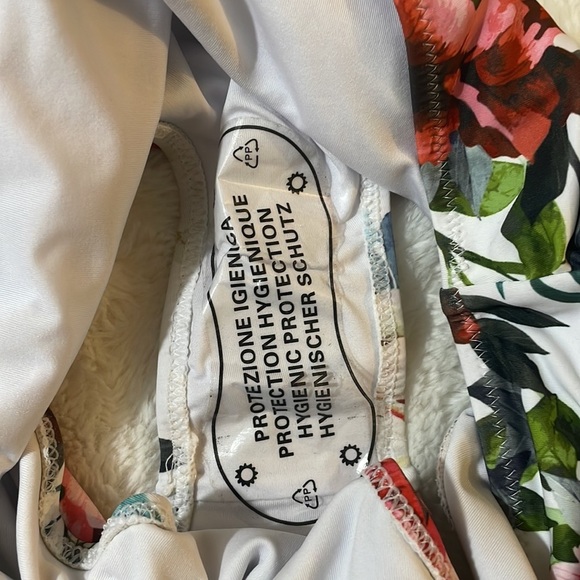 PP
PROTEZIONE IGIENICA
PROTECTION HYGIENIQUE
HYGIENIC PROTECTION
HYGIENISCHER SCHUTZ
PP